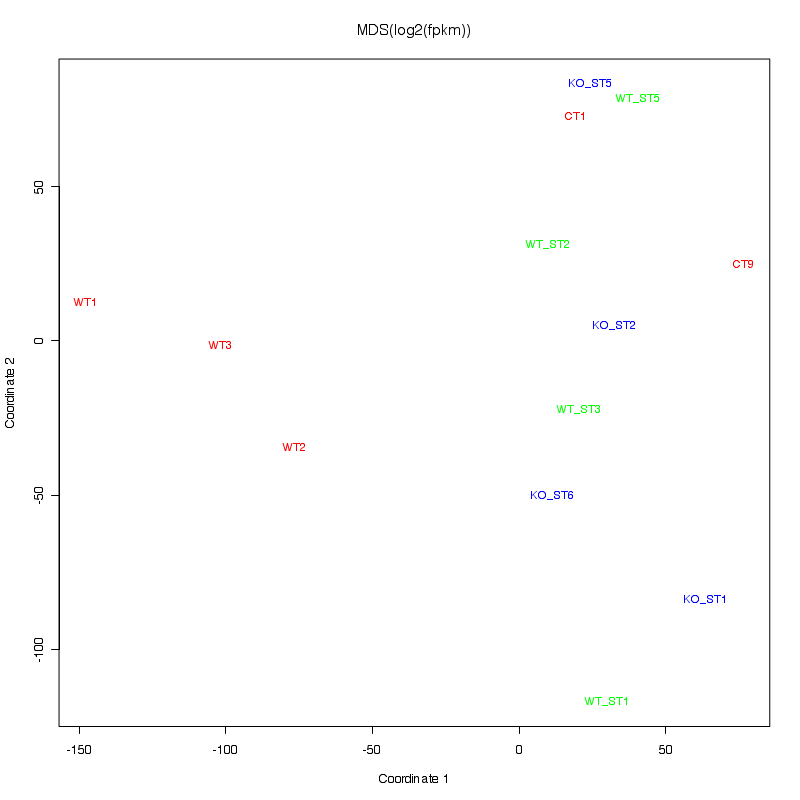 MDS(log2(fpkm))
KO_ST5
WT_ST5
CT1
50
WT_ST2
CT9
WT1
KO_ST2
0
WT3
Coordinate 2
WT_ST3
WT2
-50
KO_ST6
KO_ST1
-100
WT_ST1
-150 -100 -50 0 50
Coordinate 1